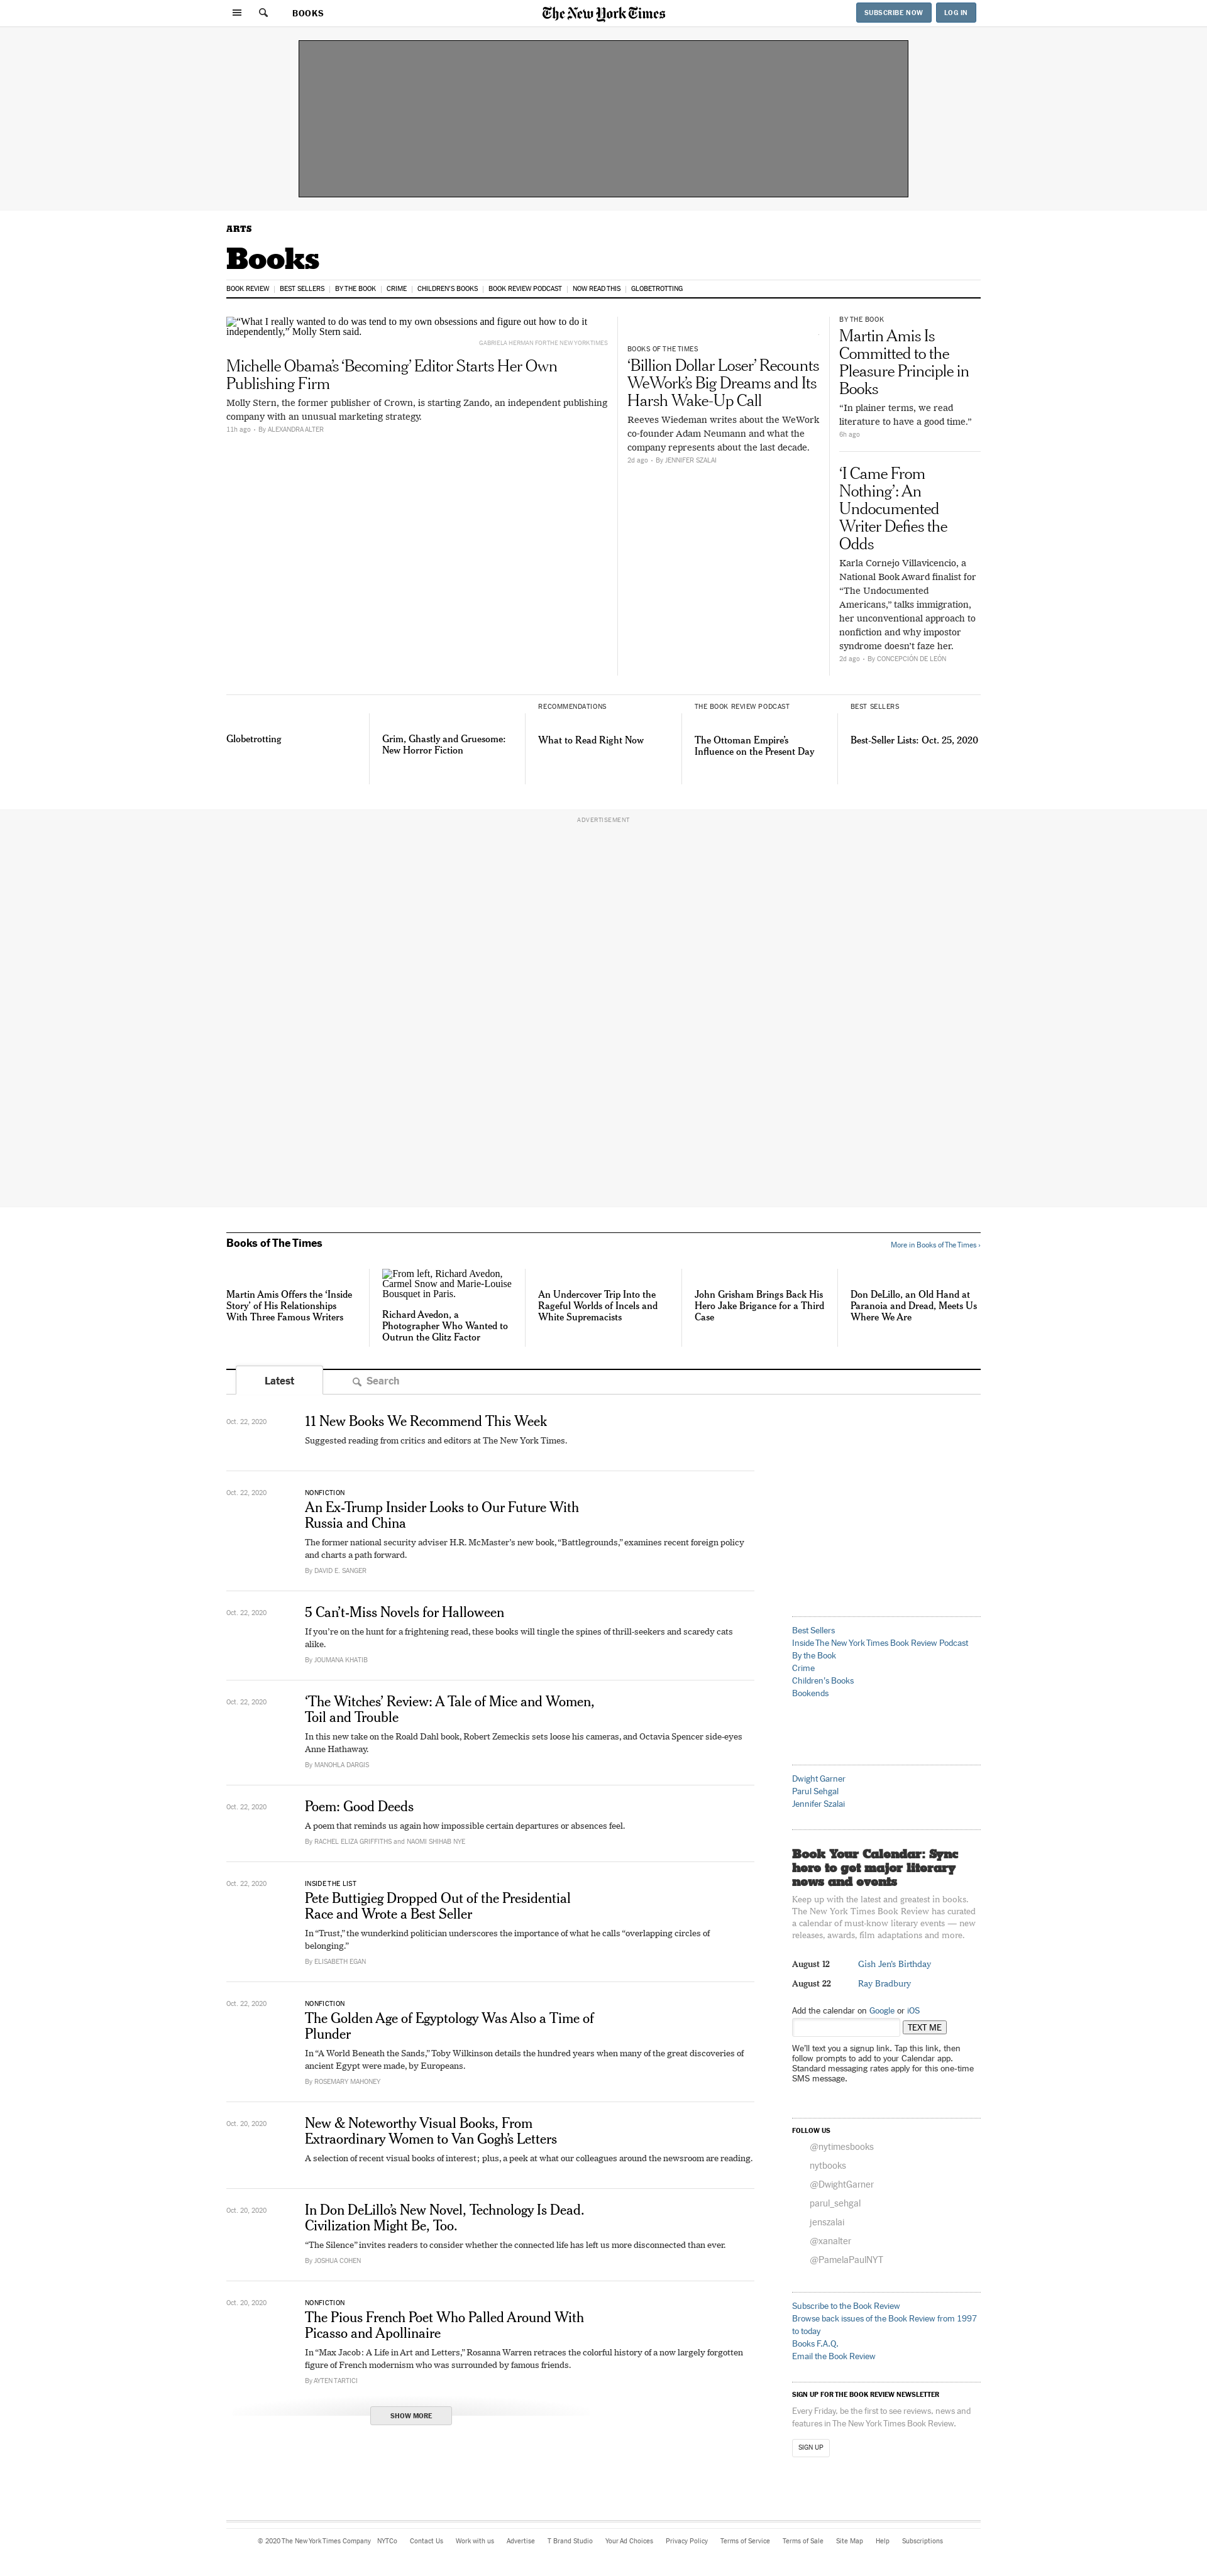 BOOKS
The New York Times
SUBSCRIBE NOW
LOG IN
ARTS
Books
BOOK REVIEW
BEST SELLERS
BY THE BOOK
CRIME
CHILDREN'S BOOKS
BOOK REVIEW PODCAST
NOW READ THIS
GLOBETROTTING
“What I really wanted to do was tend to my own obsessions and figure out how to do it
independently,” Molly Stern said.
GABRIELA HERMAN FOR THE NEW YORK TIMES
Michelle Obama’s ‘Becoming’ Editor Starts Her Own
Publishing Firm
Molly Stern, the former publisher of Crown, is starting Zando, an independent publishing
company with an unusual marketing strategy.
11h ago • By ALEXANDRA ALTER
BOOKS OF THE TIMES
‘Billion Dollar Loser’ Recounts
WeWork’s Big Dreams and Its
Harsh Wake-Up Call
Reeves Wiedeman writes about the WeWork
co-founder Adam Neumann and what the
company represents about the last decade.
2d ago • By JENNIFER SZALAI
BY THE BOOK
Martin Amis Is
Committed to the
Pleasure Principle in
Books
“In plainer terms, we read
literature to have a good time.”
6h ago
‘I Came From
Nothing’: An
Undocumented
Writer Defies the
Odds
Karla Cornejo Villavicencio, a
National Book Award finalist for
“The Undocumented
Americans,” talks immigration,
her unconventional approach to
nonfiction and why impostor
syndrome doesn’t faze her.
2d ago • By CONCEPCIÓN DE LEÓN
Globetrotting
Grim, Ghastly and Gruesome:
New Horror Fiction
RECOMMENDATIONS
What to Read Right Now
THE BOOK REVIEW PODCAST
The Ottoman Empire’s
Influence on the Present Day
BEST SELLERS
Best-Seller Lists: Oct. 25, 2020
ADVERTISEMENT
Books of The Times
More in Books of The Times ›
Martin Amis Offers the ‘Inside
Story’ of His Relationships
With Three Famous Writers
From left, Richard Avedon,
Carmel Snow and Marie-Louise
Bousquet in Paris.
Richard Avedon, a
Photographer Who Wanted to
Outrun the Glitz Factor
An Undercover Trip Into the
Rageful Worlds of Incels and
White Supremacists
John Grisham Brings Back His
Hero Jake Brigance for a Third
Case
Don DeLillo, an Old Hand at
Paranoia and Dread, Meets Us
Where We Are
Latest
Search
Oct. 22, 2020
11 New Books We Recommend This Week
Suggested reading from critics and editors at The New York Times.
Oct. 22, 2020
NONFICTION
An Ex-Trump Insider Looks to Our Future With
Russia and China
The former national security adviser H.R. McMaster’s new book, “Battlegrounds,” examines recent foreign policy
and charts a path forward.
By DAVID E. SANGER
Oct. 22, 2020
5 Can’t-Miss Novels for Halloween
If you’re on the hunt for a frightening read, these books will tingle the spines of thrill-seekers and scaredy cats
alike.
By JOUMANA KHATIB
Oct. 22, 2020
‘The Witches’ Review: A Tale of Mice and Women,
Toil and Trouble
In this new take on the Roald Dahl book, Robert Zemeckis sets loose his cameras, and Octavia Spencer side-eyes
Anne Hathaway.
By MANOHLA DARGIS
Oct. 22, 2020
Poem: Good Deeds
A poem that reminds us again how impossible certain departures or absences feel.
By RACHEL ELIZA GRIFFITHS and NAOMI SHIHAB NYE
Oct. 22, 2020
INSIDE THE LIST
Pete Buttigieg Dropped Out of the Presidential
Race and Wrote a Best Seller
In “Trust,” the wunderkind politician underscores the importance of what he calls “overlapping circles of
belonging.”
By ELISABETH EGAN
Oct. 22, 2020
NONFICTION
The Golden Age of Egyptology Was Also a Time of
Plunder
In “A World Beneath the Sands,” Toby Wilkinson details the hundred years when many of the great discoveries of
ancient Egypt were made, by Europeans.
By ROSEMARY MAHONEY
Oct. 20, 2020
New & Noteworthy Visual Books, From
Extraordinary Women to Van Gogh’s Letters
A selection of recent visual books of interest; plus, a peek at what our colleagues around the newsroom are reading.
Oct. 20, 2020
In Don DeLillo’s New Novel, Technology Is Dead.
Civilization Might Be, Too.
“The Silence” invites readers to consider whether the connected life has left us more disconnected than ever.
By JOSHUA COHEN
Oct. 20, 2020
NONFICTION
The Pious French Poet Who Palled Around With
Picasso and Apollinaire
In “Max Jacob: A Life in Art and Letters,” Rosanna Warren retraces the colorful history of a now largely forgotten
figure of French modernism who was surrounded by famous friends.
By AYTEN TARTICI
SHOW MORE
Best Sellers
Inside The New York Times Book Review Podcast
By the Book
Crime
Children's Books
Bookends
Dwight Garner
Parul Sehgal
Jennifer Szalai
Book Your Calendar: Sync
here to get major literary
news and events
Keep up with the latest and greatest in books.
The New York Times Book Review has curated
a calendar of must-know literary events — new
releases, awards, film adaptations and more.
August 12 Gish Jen's Birthday
August 22 Ray Bradbury
Add the calendar on Google or iOS
TEXT ME
We'll text you a signup link. Tap this link, then
follow prompts to add to your Calendar app.
Standard messaging rates apply for this one-time
SMS message.
FOLLOW US
@nytimesbooks
nytbooks
@DwightGarner
parul_sehgal
jenszalai
@xanalter
@PamelaPaulNYT
Subscribe to the Book Review
Browse back issues of the Book Review from 1997
to today
Books F.A.Q.
Email the Book Review
SIGN UP FOR THE BOOK REVIEW NEWSLETTER
Every Friday, be the first to see reviews, news and
features in The New York Times Book Review.
SIGN UP
© 2020 The New York Times Company
NYTCo
Contact Us
Work with us
Advertise
T Brand Studio
Your Ad Choices
Privacy Policy
Terms of Service
Terms of Sale
Site Map
Help
Subscriptions